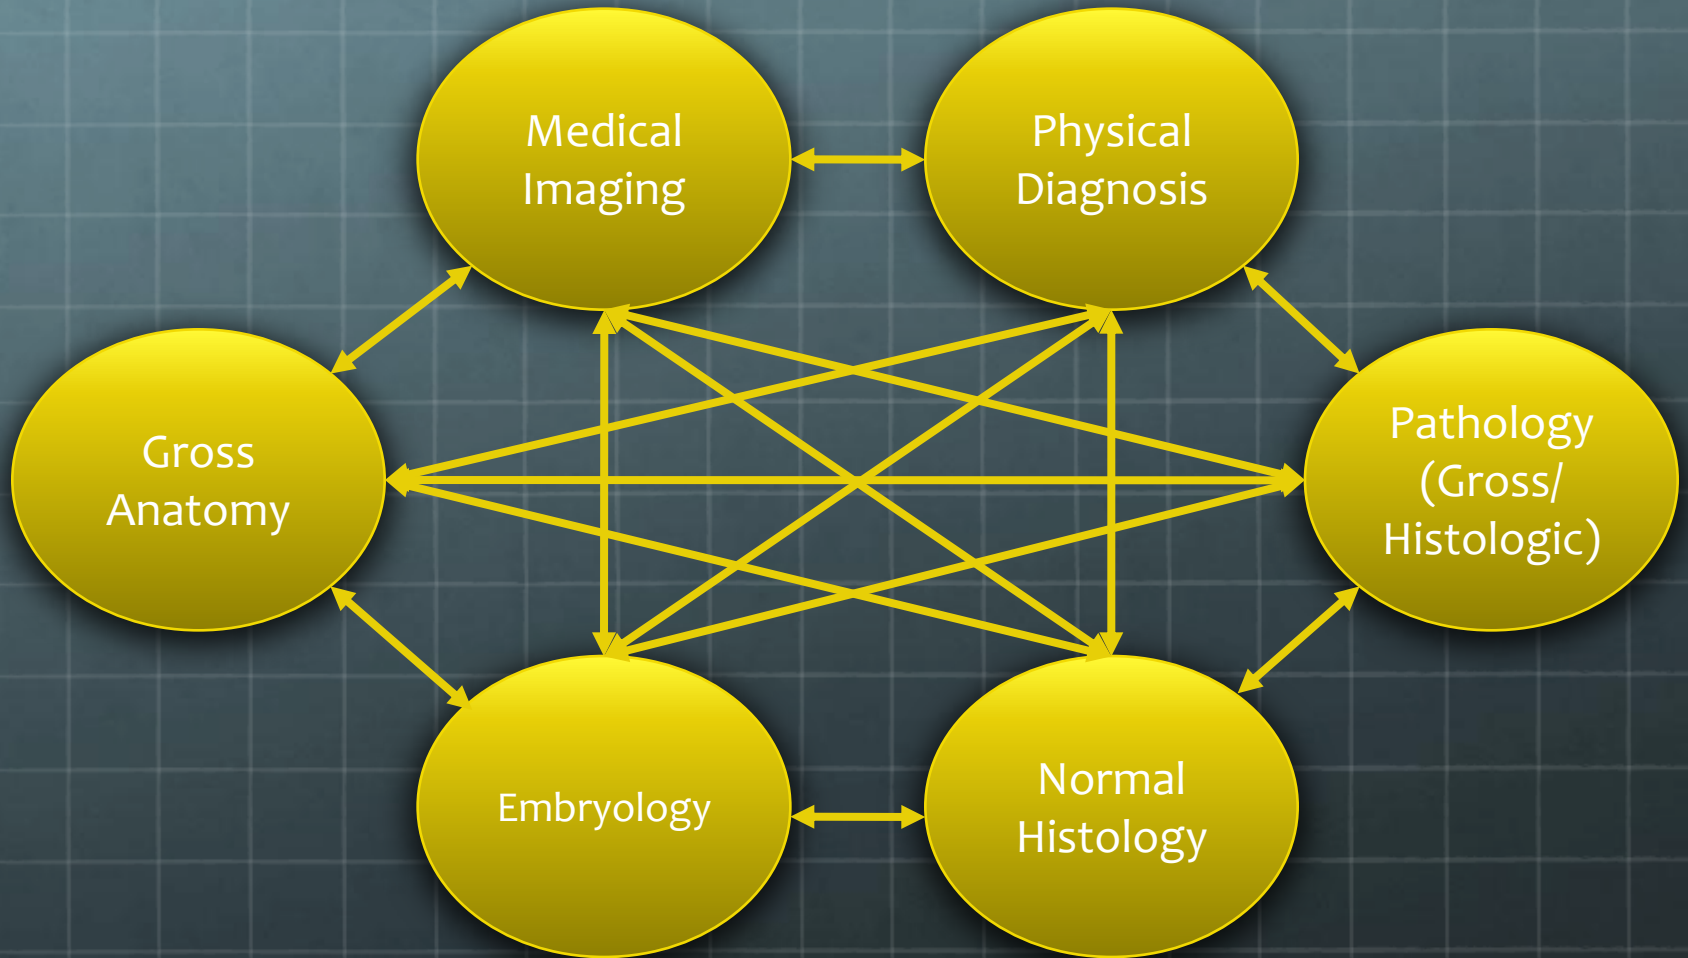 Medical
Imaging
Physical
Diagnosis
Gross
Anatomy
Pathology
(Gross/
Histologic)
Embryology
Normal
Histology